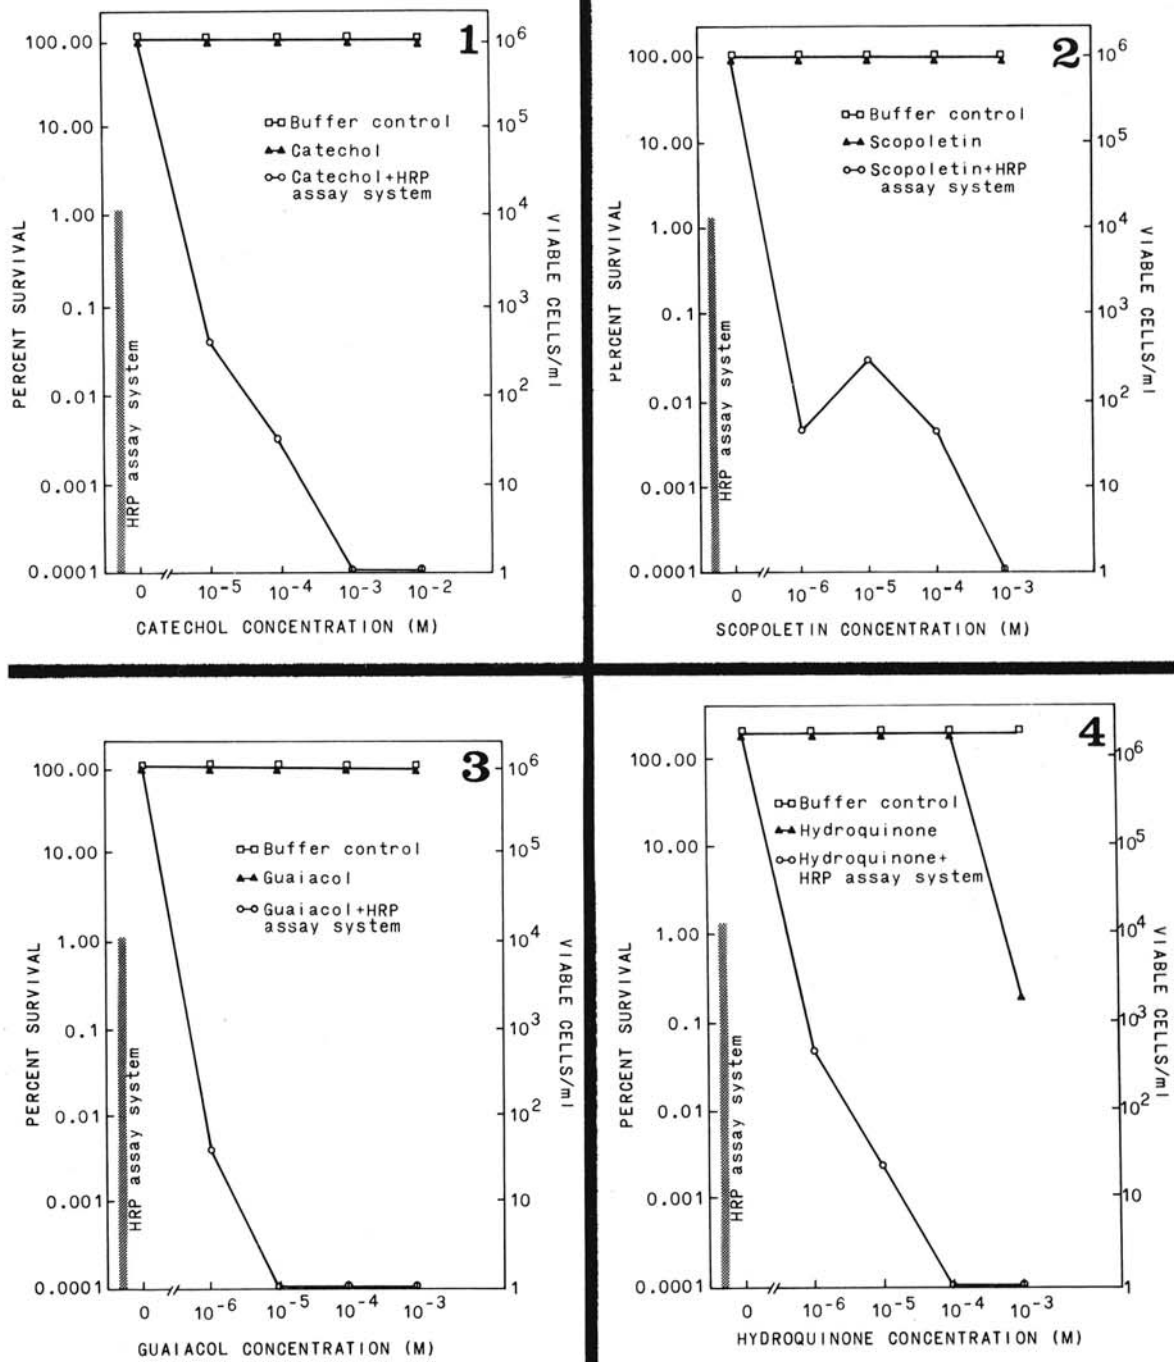 1
100.00
10.00
1.00
0.1
0.01
0.001
0.0001
PERCENT SURVIVAL
HRP assay system
□-□Buffer control
▲-▲Catechol
○-○Catechol+HRP
assay system
10^6
10^5
10^4
10^3
10^2
10
1
VIABLE CELLS/ml
0 10^-5 10^-4 10^-3 10^-2
CATECHOL CONCENTRATION (M)
2
100.00
10.00
1.00
0.1
0.01
0.001
0.0001
PERCENT SURVIVAL
HRP assay system
□-□Buffer control
▲-▲Scopoletin
○-○Scopoletin+HRP
assay system
10^6
10^5
10^4
10^3
10^2
10
1
VIABLE CELLS/ml
0 10^-6 10^-5 10^-4 10^-3
SCOPOLETIN CONCENTRATION (M)
3
100.00
10.00
1.00
0.1
0.01
0.001
0.0001
PERCENT SURVIVAL
HRP assay system
□-□Buffer control
▲-▲Guaiacol
○-○Guaiacol+HRP
assay system
10^6
10^5
10^4
10^3
10^2
10
1
VIABLE CELLS/ml
0 10^-6 10^-5 10^-4 10^-3
GUAIACOL CONCENTRATION (M)
4
100.00
10.00
1.00
0.1
0.01
0.001
0.0001
PERCENT SURVIVAL
HRP assay system
□-□Buffer control
▲-▲Hydroquinone
○-○Hydroquinone+
HRP assay system
10^6
10^5
10^4
10^3
10^2
10
1
VIABLE CELLS/ml
0 10^-6 10^-5 10^-4 10^-3
HYDROQUINONE CONCENTRATION (M)